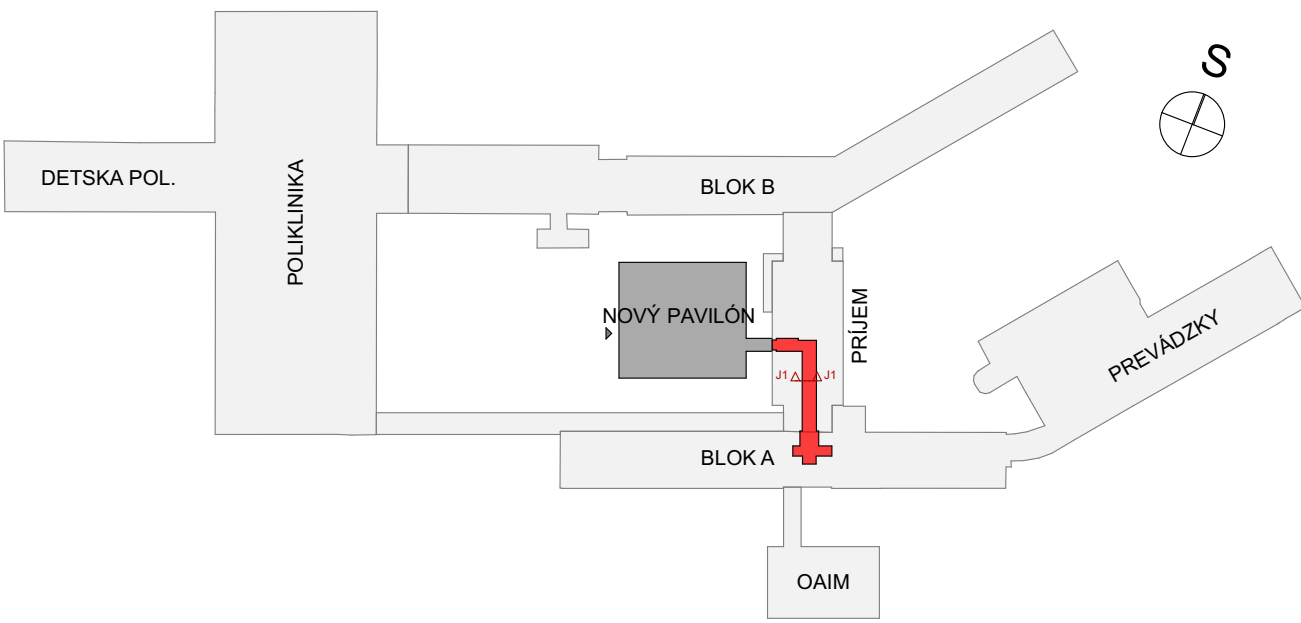 S
DETSKA POL.
POLIKLINIKA
BLOK B
NOVÝ PAVILÓN
PRÍJEM
PREVÁDZKY
J1
J1
BLOK A
OAIM